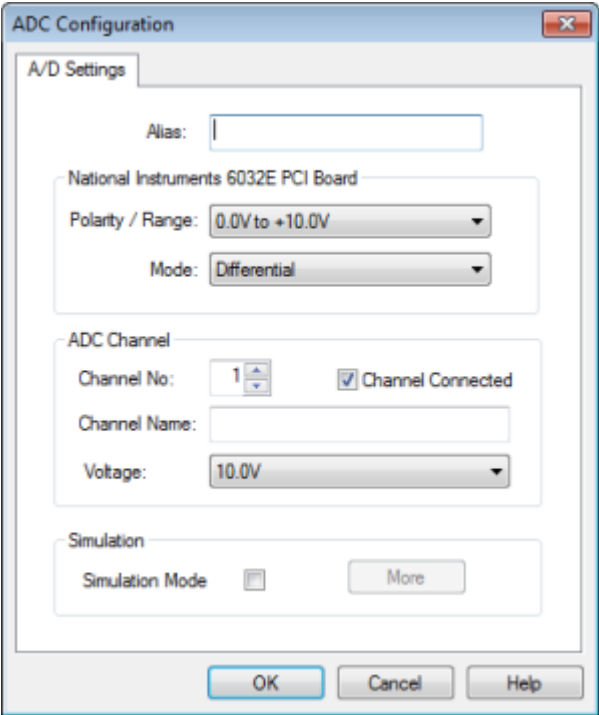 ADC Configuration
A/D Settings
Alias:
National Instruments 6032E PCI Board
Polarity / Range: 0.0V to +10.0V
Mode: Differential
ADC Channel
Channel No: 1 Channel Connected
Channel Name:
Voltage: 10.0V
Simulation
Simulation Mode More
OK Cancel Help